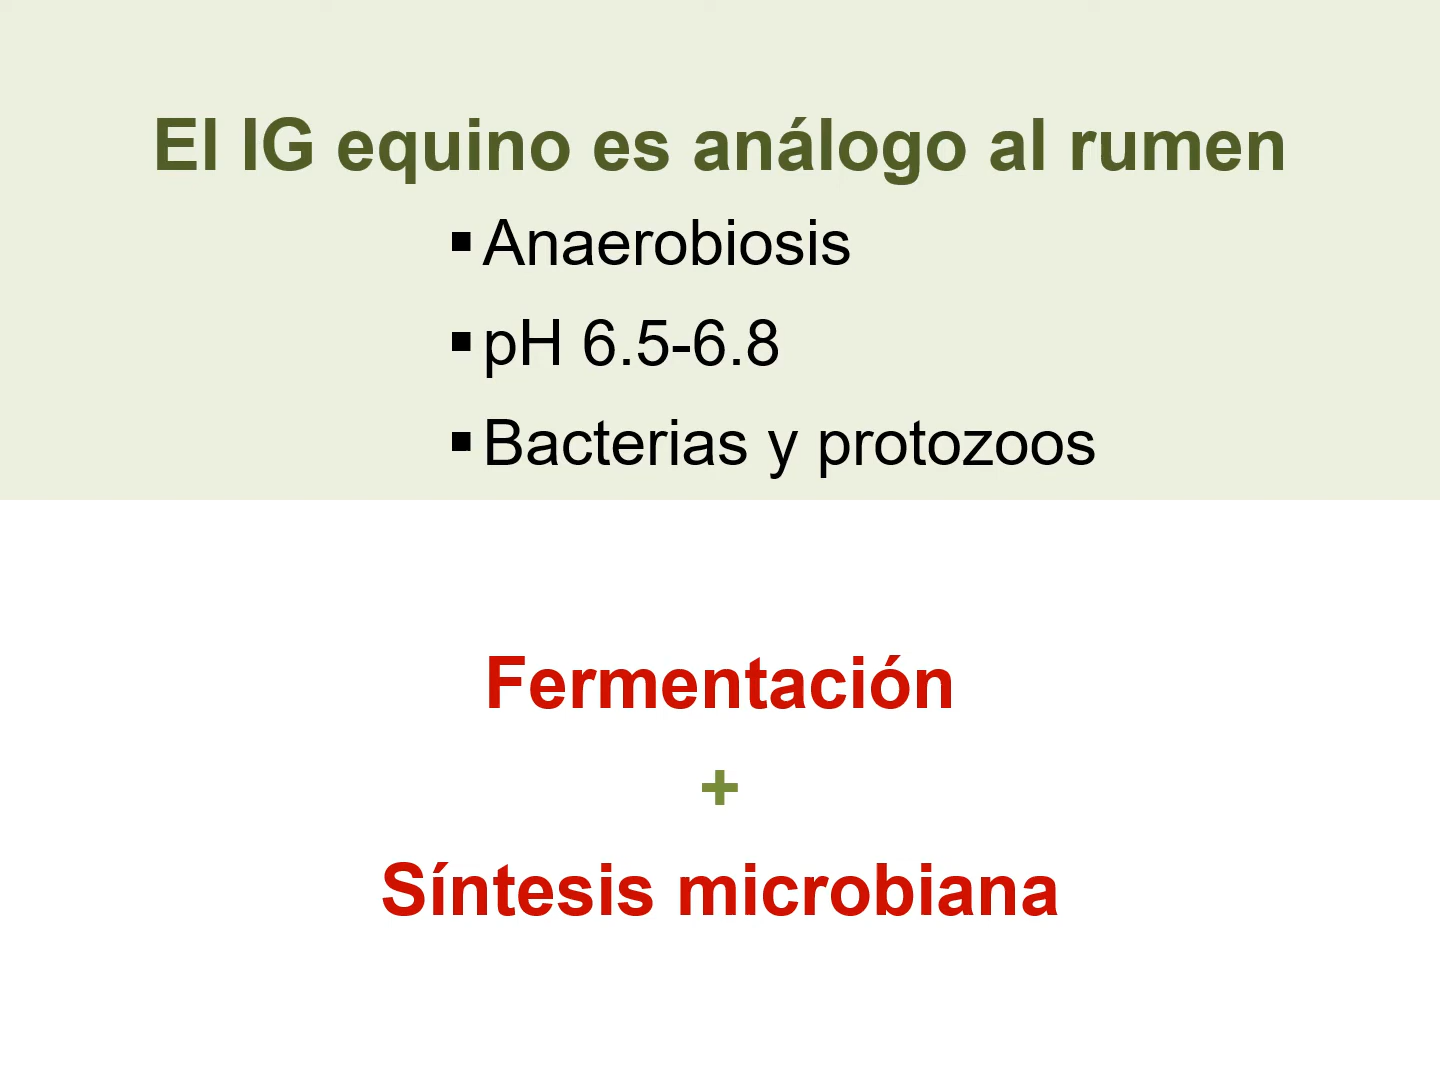 El IG equino es análogo al rumen
▪Anaerobiosis
▪pH 6.5-6.8
▪Bacterias y protozoos
Fermentación
+
Síntesis microbiana